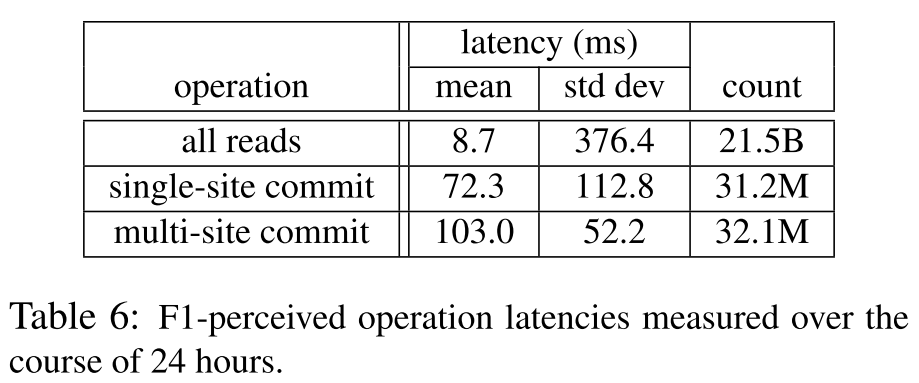 latency (ms)
operation mean std dev count
all reads 8.7 376.4 21.5B
single-site commit 72.3 112.8 31.2M
multi-site commit 103.0 52.2 32.1M
Table 6: F1-perceived operation latencies measured over the
course of 24 hours.